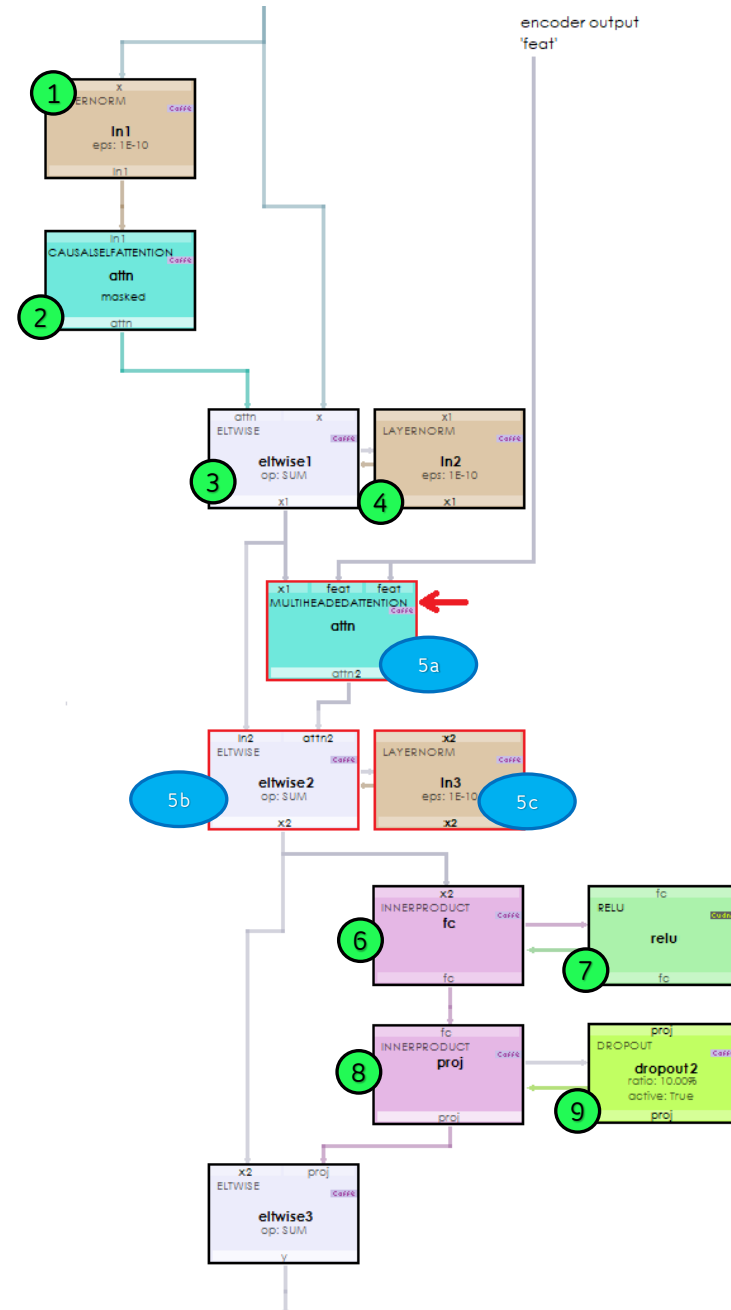 encoder output
'feat'
x
1
ERNORM
Caffe
ln1
eps: 1E-10
ln1
ln1
CAUSALSELFATTENTION
Caffe
attn
masked
2
attn
attn x
ELTWISE
Caffe
eltwise1
op: SUM
3
x1
x1
LAYERNORM
Caffe
ln2
eps: 1E-10
4
x1
x1 feat feat
MULTIHEADEDATTENTION
Caffe
attn
5a
attn2
ln2 attn2
ELTWISE
Caffe
eltwise2
op: SUM
5b
x2
x2
LAYERNORM
Caffe
ln3
eps: 1E-10
5c
x2
x2
INNERPRODUCT
Caffe
fc
6
fc
fc
RELU
relu
7
fc
fc
INNERPRODUCT
Caffe
proj
8
proj
proj
DROPOUT
dropout2
ratio: 10.00%
active: True
9
proj
x2 proj
ELTWISE
Caffe
eltwise3
op: SUM
y